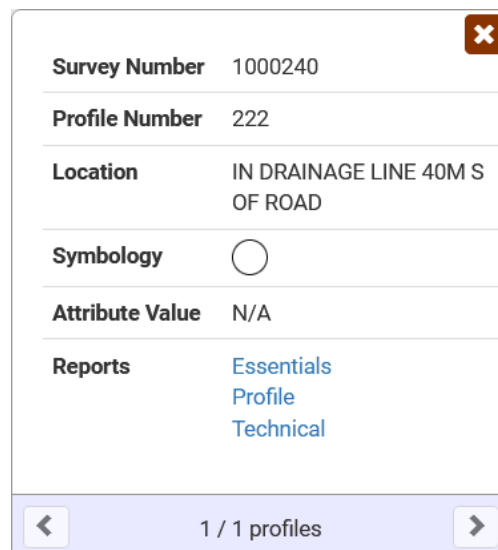 Survey Number 1000240
Profile Number 222
Location IN DRAINAGE LINE 40M S
OF ROAD
Symbology
Attribute Value N/A
Reports Essentials
Profile
Technical
1 / 1 profiles